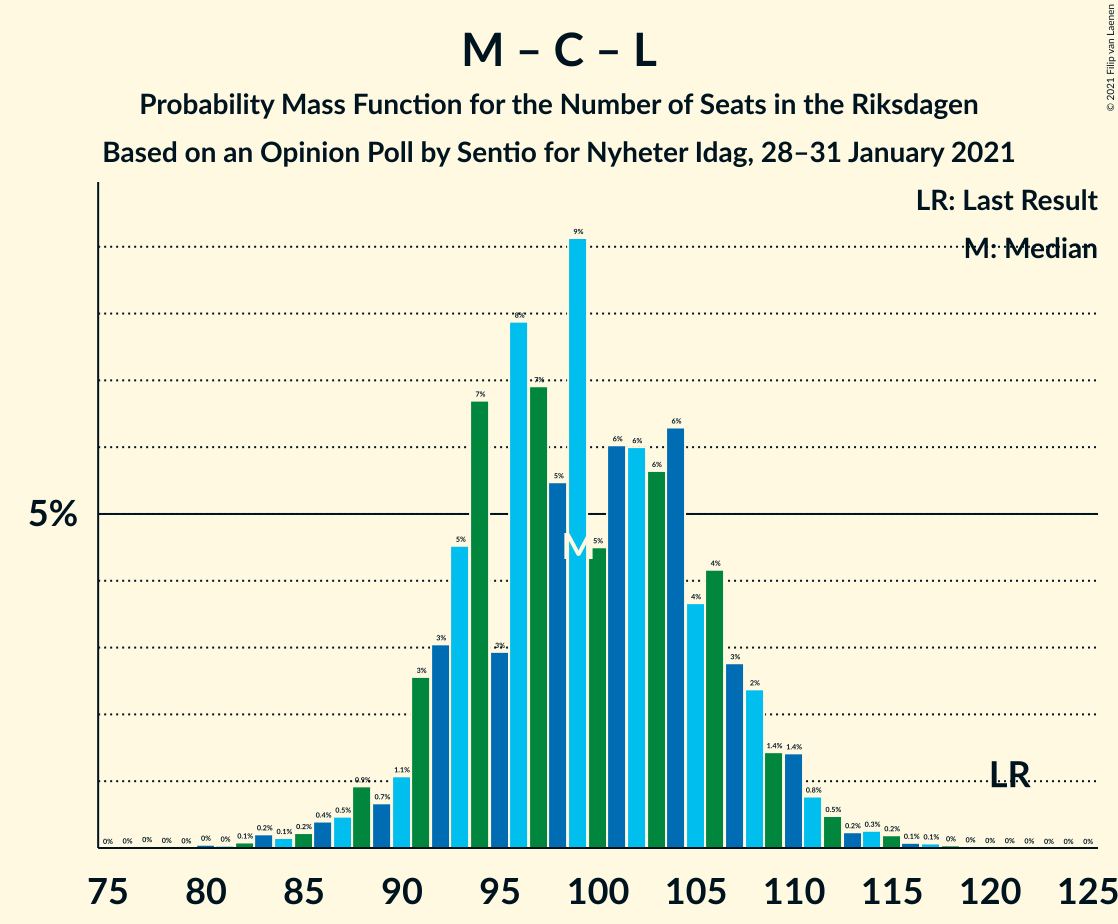 M – C – L
Probability Mass Function for the Number of Seats in the Riksdagen
Based on an Opinion Poll by Sentio for Nyheter Idag, 28–31 January 2021
© 2021 Filip van Laenen
LR: Last Result
M: Median
5%
0% 0% 0% 0% 0% 0% 0% 0.1% 0.2% 0.1% 0.2% 0.4% 0.5% 0.9% 0.7% 1.1% 3% 3% 5% 7% 3% 8% 7% 5% 9% 5% 6% 6% 6% 6% 4% 4% 3% 2% 1.4% 1.4% 0.8% 0.5% 0.2% 0.3% 0.2% 0.1% 0.1% 0% 0% 0% 0% 0% 0% 0% 0%
M
LR
75 80 85 90 95 100 105 110 115 120 125